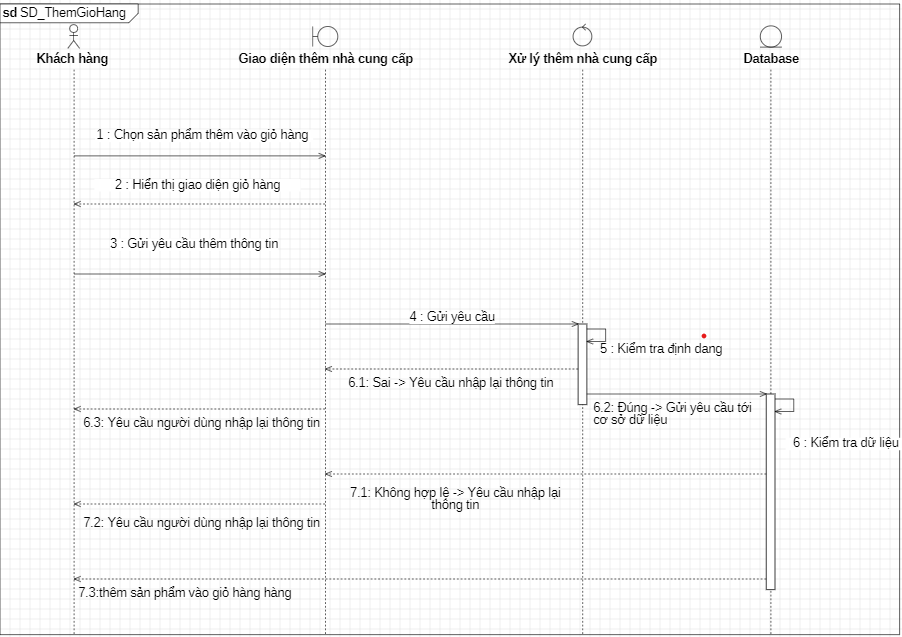 sd SD_ThemGioHang
Khách hàng
Giao diện thêm nhà cung cấp
Xử lý thêm nhà cung cấp
Database
1 : Chọn sản phẩm thêm vào giỏ hàng
2 : Hiển thị giao diện giỏ hàng
3 : Gửi yêu cầu thêm thông tin
4 : Gửi yêu cầu
5 : Kiểm tra định dang
6.1: Sai -> Yêu cầu nhập lại thông tin
6.2: Đúng -> Gửi yêu cầu tới
cơ sở dữ liệu
6.3: Yêu cầu người dùng nhập lại thông tin
6 : Kiểm tra dữ liệu
7.1: Không hợp lệ -> Yêu cầu nhập lại
thông tin
7.2: Yêu cầu người dùng nhập lại thông tin
7.3:thêm sản phẩm vào giỏ hàng hàng